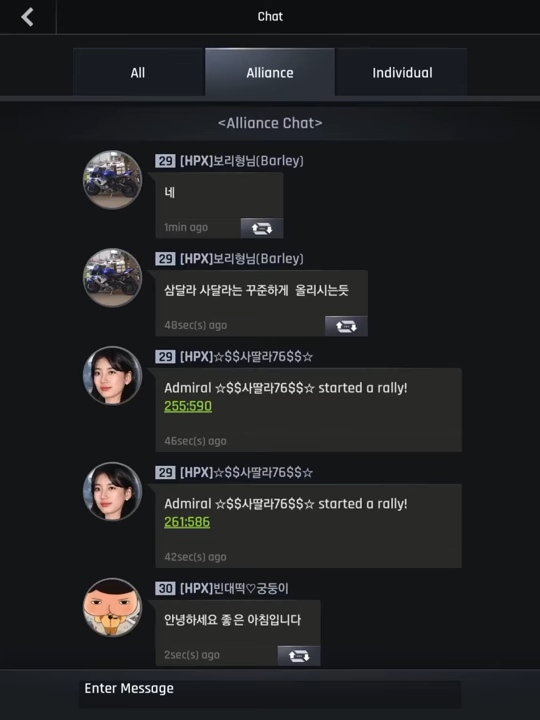 Chat
All
Alliance
Individual
<Alliance Chat>
29 [HPX]보리형님(Barley)
네
1min ago
29 [HPX]보리형님(Barley)
삼달라 사달라는 꾸준하게 올리시는듯
48sec(s) ago
29 [HPX]☆$$사딸라76$$☆
Admiral ☆$$사딸라76$$☆ started a rally!
255:590
46sec(s) ago
29 [HPX]☆$$사딸라76$$☆
Admiral ☆$$사딸라76$$☆ started a rally!
261:586
42sec(s) ago
30 [HPX]빈대떡♡궁둥이
안녕하세요 좋은 아침입니다
2sec(s) ago
Enter Message